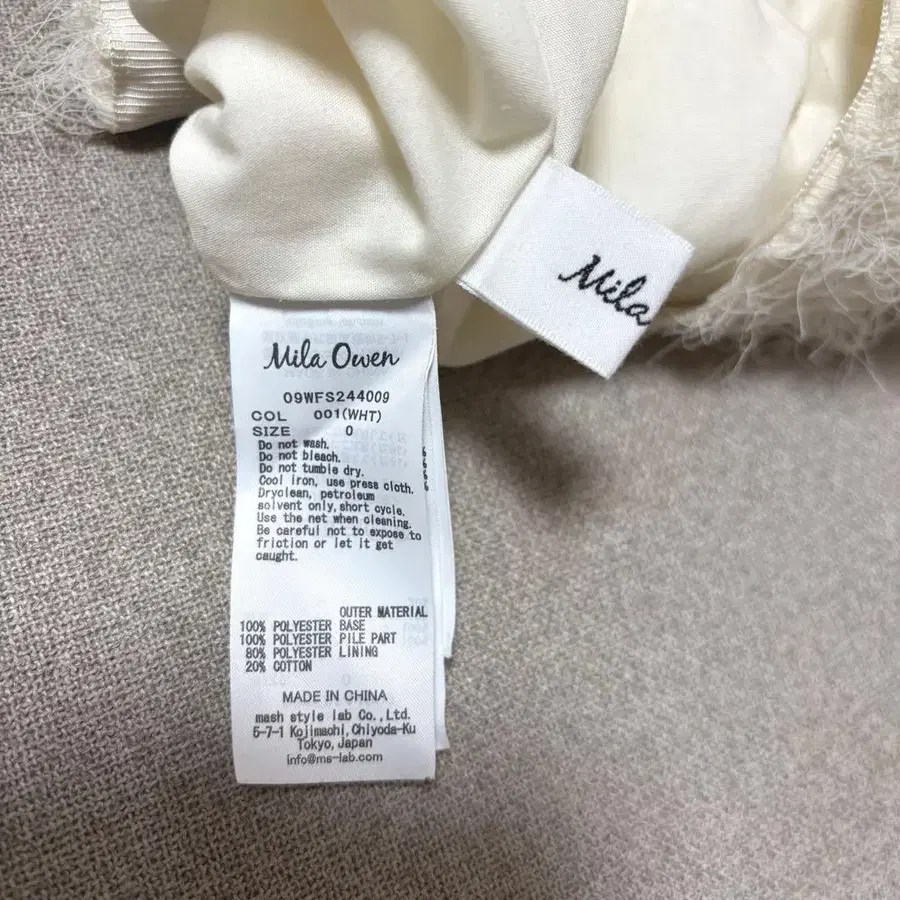 Mila
Mila Owen
09WFS244009
COL 001(WHT)
SIZE 0
Do not wash.
Do not bleach.
Do not tumble dry.
Cool iron, use press cloth.
Dryclean, petroleum
solvent only, short cycle.
Use the net when cleaning.
Be careful not to expose to
friction or let it get
caught.
OUTER MATERIAL
100% POLYESTER BASE
100% POLYESTER PILE PART
80% POLYESTER LINING
20% COTTON
MADE IN CHINA
mash style lab Co.,Ltd.
5-7-1 Kojimachi,Chiyoda-Ku
Tokyo,Japan
info@ms-lab.com